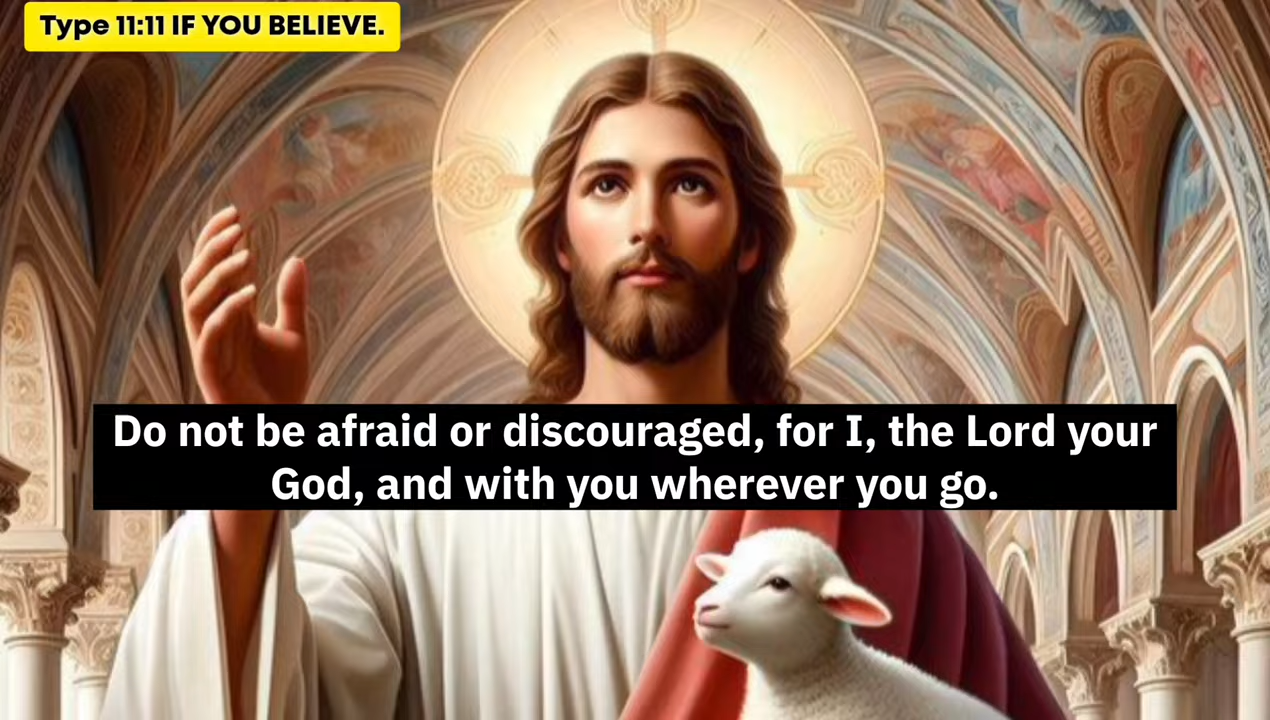 Type 11:11 IF YOU BELIEVE.
Do not be afraid or discouraged, for I, the Lord your
God, and with you wherever you go.